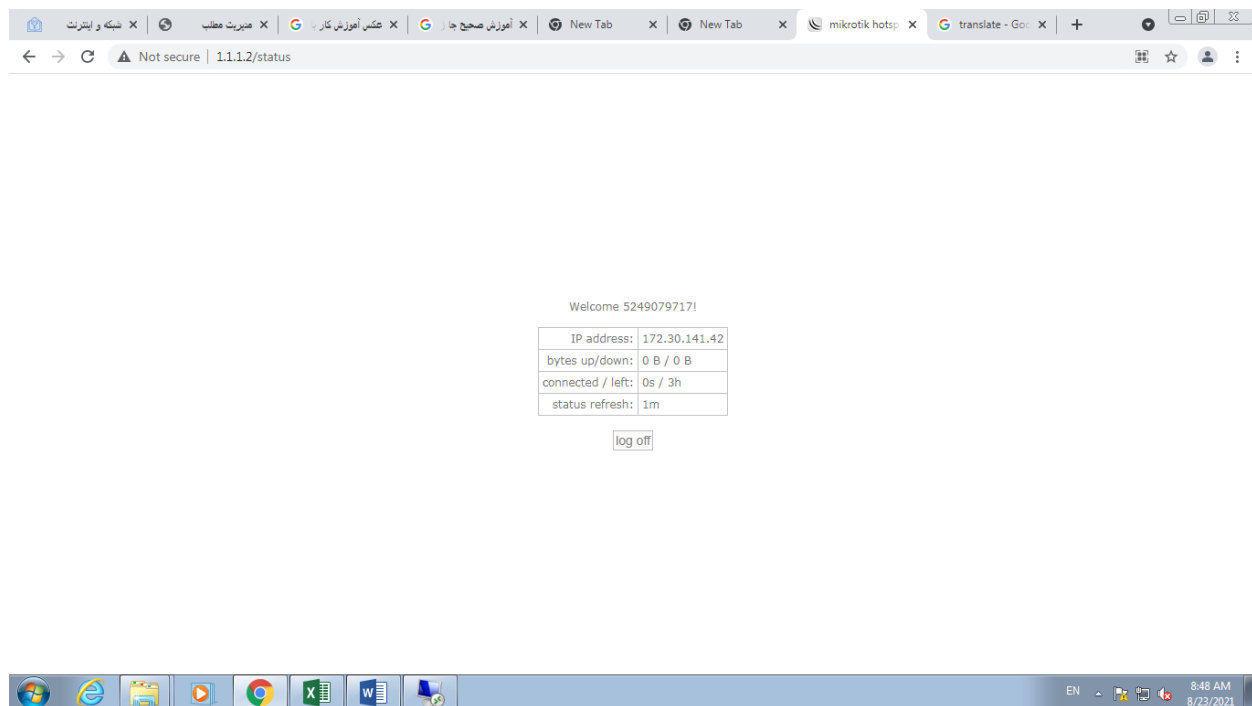 شبکه و اینترنت
مدیریت مطلب
عکس آموزش کار با
آموزش صحیح جا ز
New Tab
New Tab
mikrotik hotsp
translate - Goo
Not secure | 1.1.1.2/status
Welcome 5249079717!
IP address: 172.30.141.42
bytes up/down: 0 B / 0 B
connected / left: 0s / 3h
status refresh: 1m
log off
EN
8:48 AM
8/23/2021